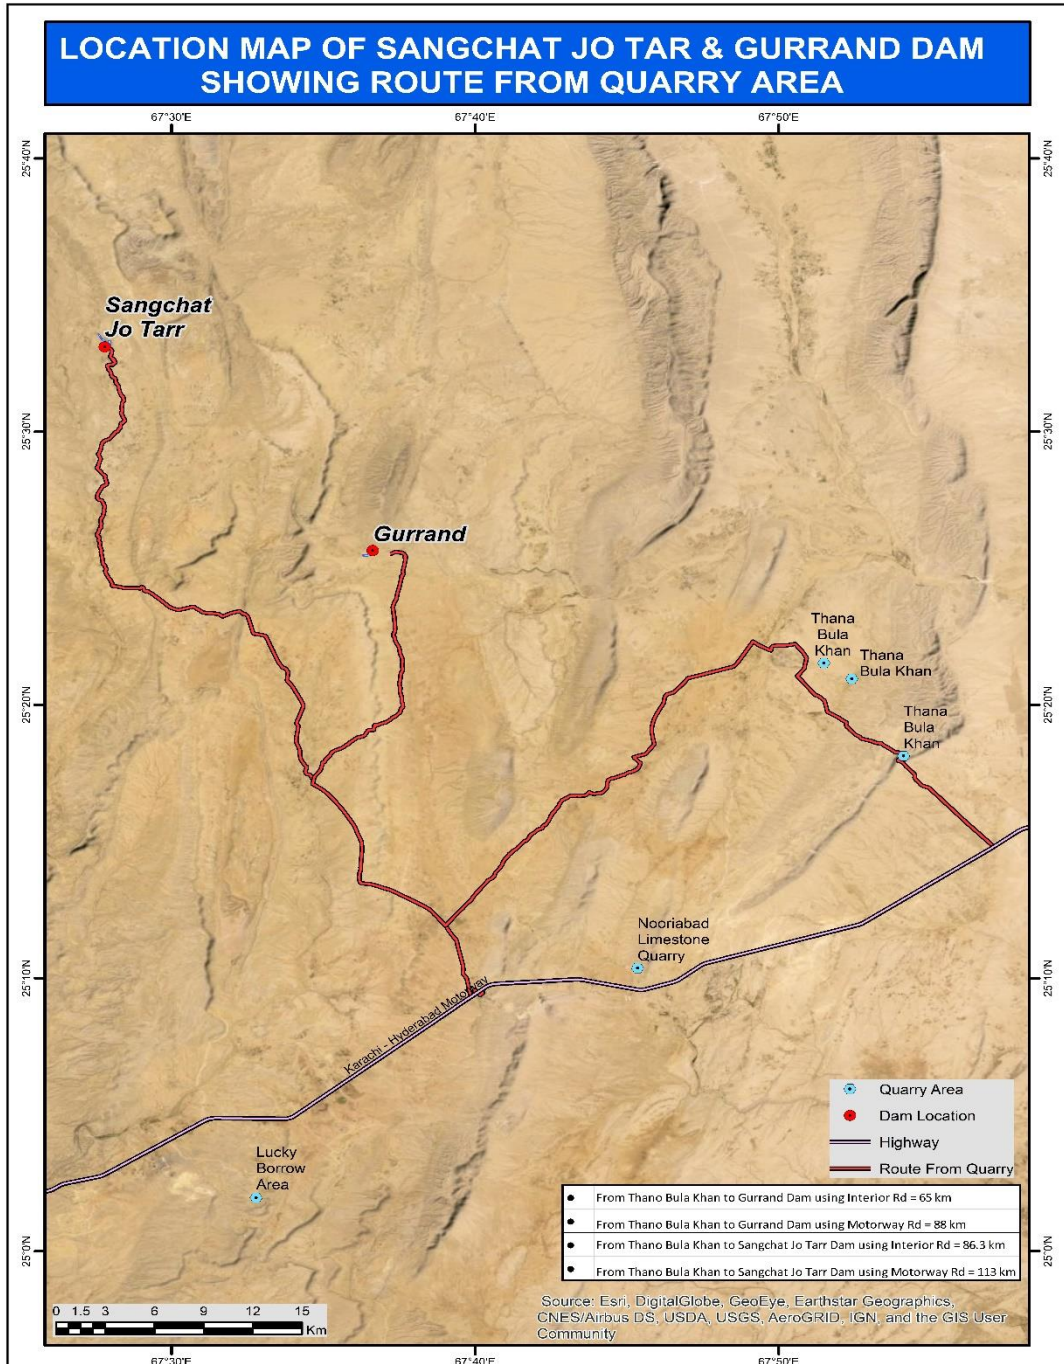 LOCATION MAP OF SANGCHAT JO TAR & GURRAND DAM
SHOWING ROUTE FROM QUARRY AREA
67°30'E
67°40'E
67°50'E
25°40'N
25°40'N
Sangchat
Jo Tarr
25°30'N
25°30'N
Gurrand
Thana
Bula
Khan
Thana
Bula Khan
25°20'N
25°20'N
Thana
Bula
Khan
Nooriabad
Limestone
Quarry
25°10'N
25°10'N
Karachi - Hyderabad Motorway
Quarry Area
Dam Location
Highway
Route From Quarry
Lucky
Borrow
Area
From Thano Bula Khan to Gurrand Dam using Interior Rd = 65 km
From Thano Bula Khan to Gurrand Dam using Motorway Rd = 88 km
From Thano Bula Khan to Sangchat Jo Tarr Dam using Interior Rd = 86.3 km
From Thano Bula Khan to Sangchat Jo Tarr Dam using Motorway Rd = 113 km
25°0'N
25°0'N
0 1.5 3 6 9 12 15
Km
Source: Esri, DigitalGlobe, GeoEye, Earthstar Geographics,
CNES/Airbus DS, USDA, USGS, AeroGRID, IGN, and the GIS User
Community
67°30'E
67°40'E
67°50'E